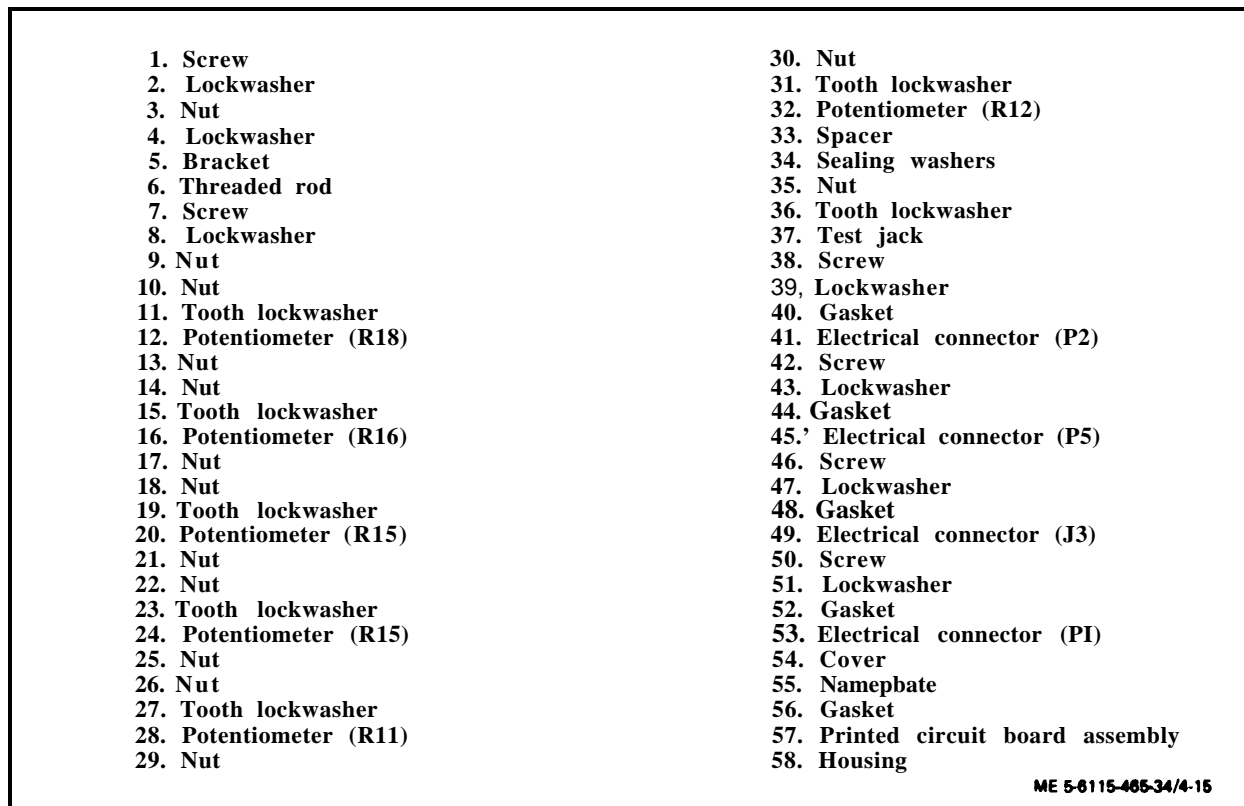 1. Screw
2. Lockwasher
3. Nut
4. Lockwasher
5. Bracket
6. Threaded rod
7. Screw
8. Lockwasher
9. Nut
10. Nut
11. Tooth lockwasher
12. Potentiometer (R18)
13. Nut
14. Nut
15. Tooth lockwasher
16. Potentiometer (R16)
17. Nut
18. Nut
19. Tooth lockwasher
20. Potentiometer (R15)
21. Nut
22. Nut
23. Tooth lockwasher
24. Potentiometer (R15)
25. Nut
26. Nut
27. Tooth lockwasher
28. Potentiometer (R11)
29. Nut
30. Nut
31. Tooth lockwasher
32. Potentiometer (R12)
33. Spacer
34. Sealing washers
35. Nut
36. Tooth lockwasher
37. Test jack
38. Screw
39, Lockwasher
40. Gasket
41. Electrical connector (P2)
42. Screw
43. Lockwasher
44. Gasket
45.’ Electrical connector (P5)
46. Screw
47. Lockwasher
48. Gasket
49. Electrical connector (J3)
50. Screw
51. Lockwasher
52. Gasket
53. Electrical connector (PI)
54. Cover
55. Namepbate
56. Gasket
57. Printed circuit board assembly
58. Housing
ME 5-6115-465-34/4-15